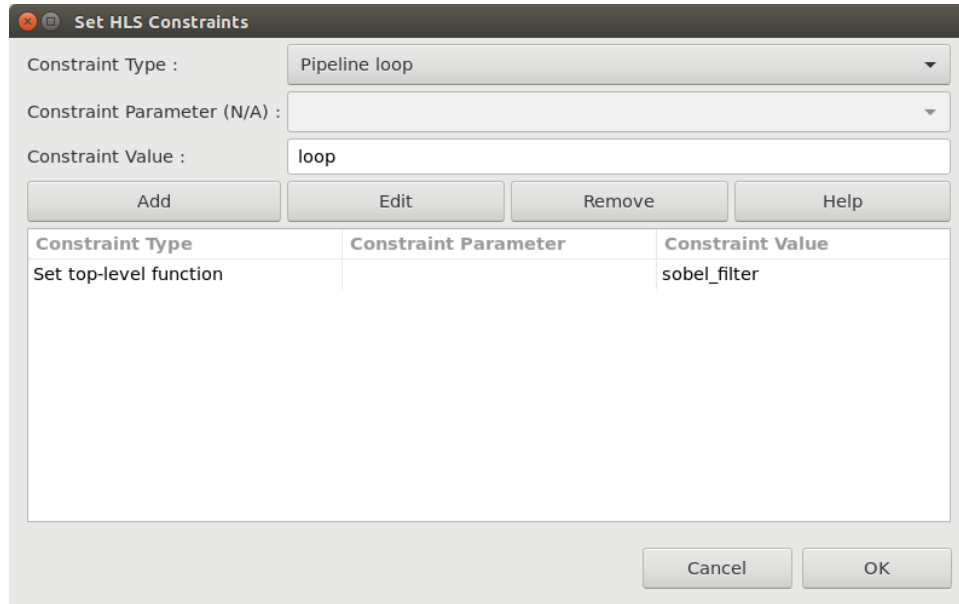 Set HLS Constraints
Constraint Type : Pipeline loop
Constraint Parameter (N/A) :
Constraint Value : loop
Add Edit Remove Help
Constraint Type Constraint Parameter Constraint Value
Set top-level function sobel_filter
Cancel OK